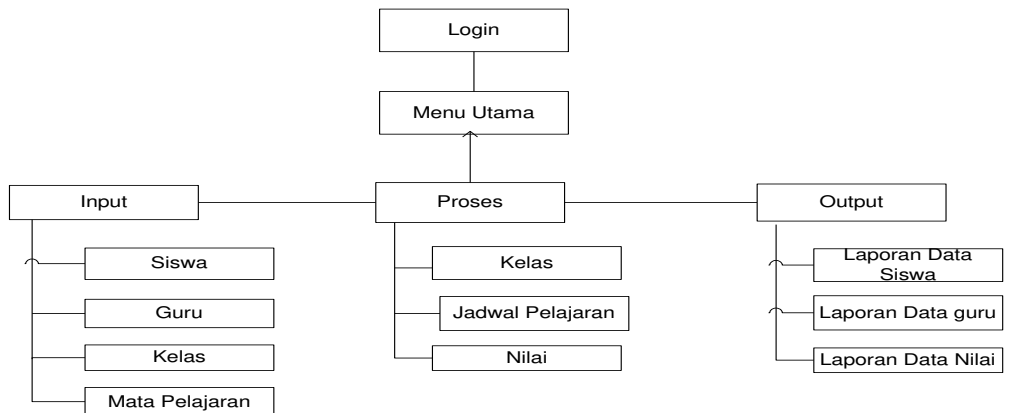 Login
Menu Utama
Input
Proses
Output
Siswa
Guru
Kelas
Mata Pelajaran
Kelas
Jadwal Pelajaran
Nilai
Laporan Data
Siswa
Laporan Data guru
Laporan Data Nilai